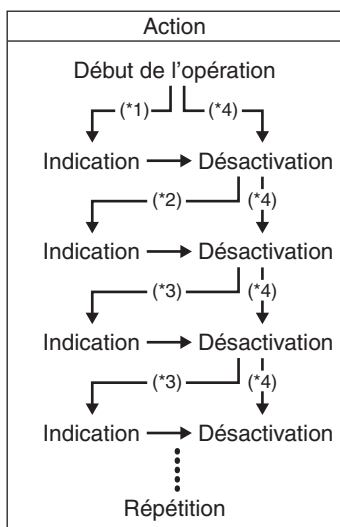 Action
Début de l'opération
(*1) (*4)
Indication Désactivation
(*2) (*4)
Indication Désactivation
(*3) (*4)
Indication Désactivation
(*3) (*4)
Indication Désactivation
Répétition